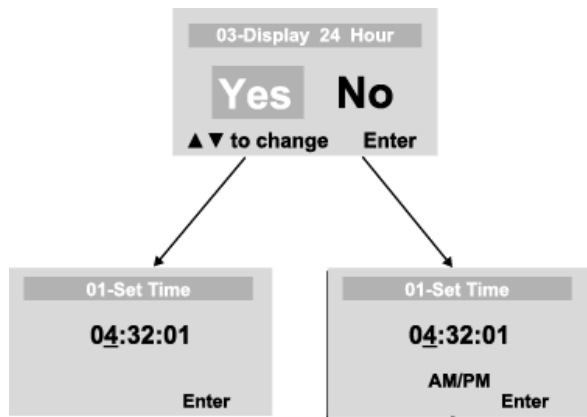 03-Display 24 Hour
Yes No
▲▼ to change Enter
01-Set Time
04:32:01
Enter
01-Set Time
04:32:01
AM/PM
Enter